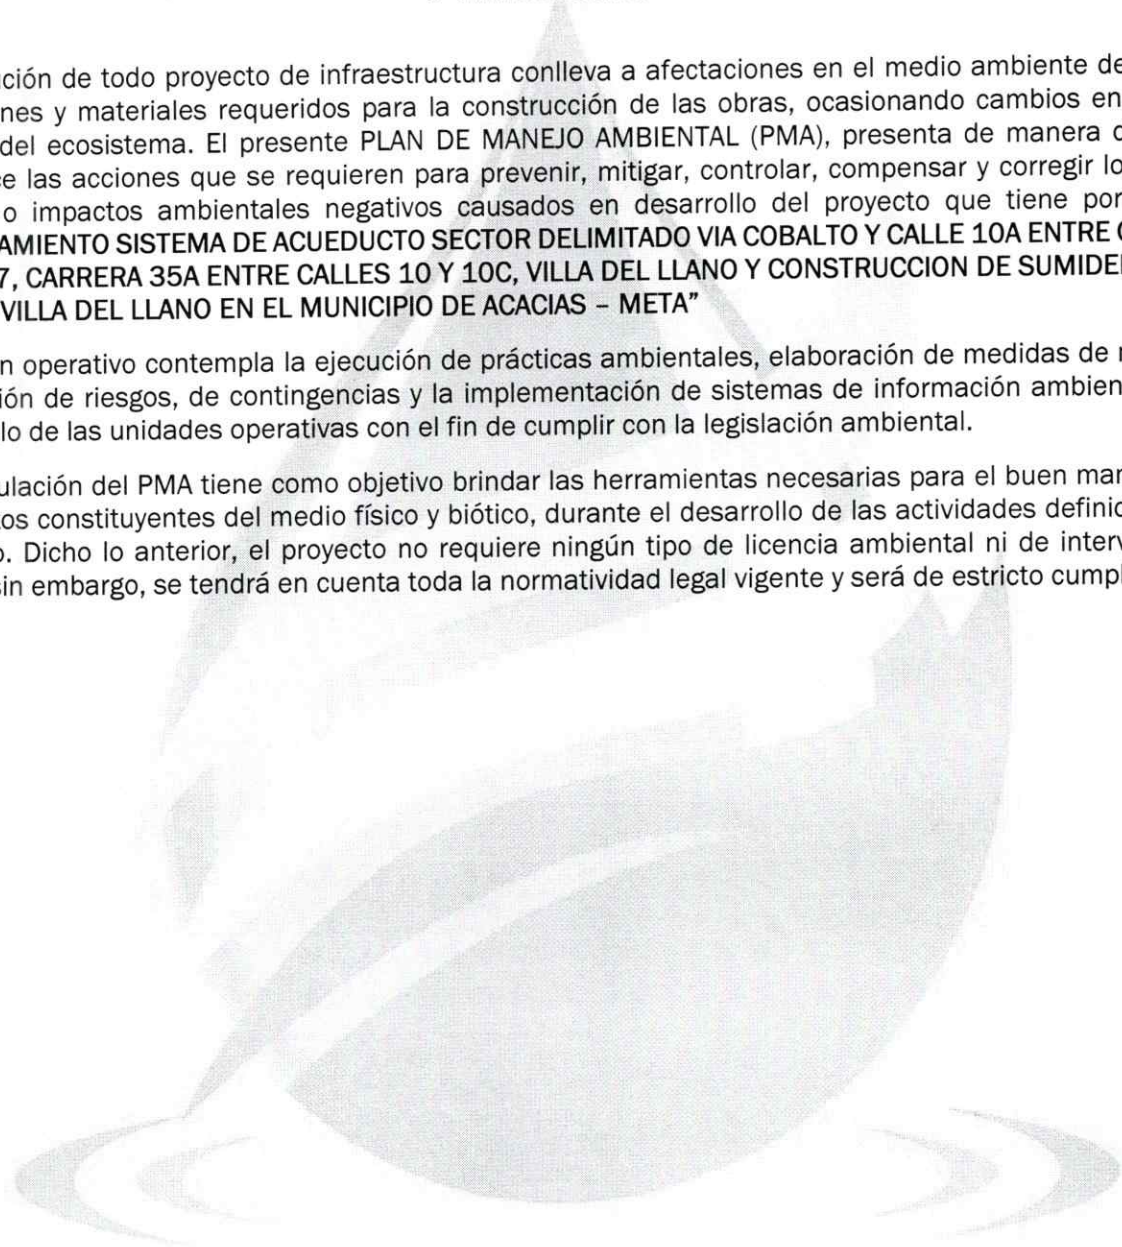 ción de todo proyecto de infraestructura conlleva a afectaciones en el medio ambiente de
nes y materiales requeridos para la construcción de las obras, ocasionando cambios en
del ecosistema. El presente PLAN DE MANEJO AMBIENTAL (PMA), presenta de manera
e las acciones que se requieren para prevenir, mitigar, controlar, compensar y corregir lo
o impactos ambientales negativos causados en desarrollo del proyecto que tiene por
AMIENTO SISTEMA DE ACUEDUCTO SECTOR DELIMITADO VIA COBALTO Y CALLE 10A ENTRE
7, CARRERA 35A ENTRE CALLES 10 Y 10C, VILLA DEL LLANO Y CONSTRUCCION DE SUMIDE
VILLA DEL LLANO EN EL MUNICIPIO DE ACACIAS – META”
n operativo contempla la ejecución de prácticas ambientales, elaboración de medidas de
ión de riesgos, de contingencias y la implementación de sistemas de información ambien
lo de las unidades operativas con el fin de cumplir con la legislación ambiental.
ulación del PMA tiene como objetivo brindar las herramientas necesarias para el buen mar
os constituyentes del medio físico y biótico, durante el desarrollo de las actividades definic
o. Dicho lo anterior, el proyecto no requiere ningún tipo de licencia ambiental ni de interv
sin embargo, se tendrá en cuenta toda la normatividad legal vigente y será de estricto cumpl